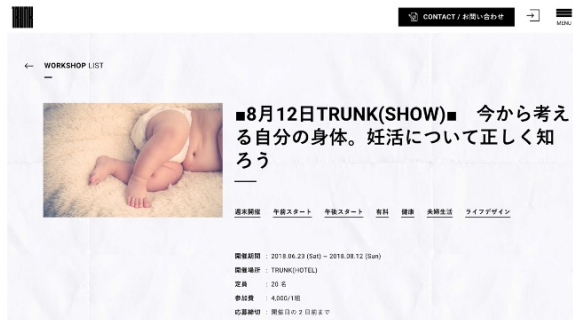 TRUNK
CONTACT / お問い合わせ
MENU
← WORKSHOP LIST
■8月12日TRUNK(SHOW)■　今から考え
る自分の身体。妊活について正しく知
ろう
週末開催 午前スタート 午後スタート 有料 健康 夫婦生活 ライフデザイン
開催期間 : 2018.06.23 (Sat) ~ 2018.08.12 (Sun)
開催場所 : TRUNK(HOTEL)
定員 : 20 名
参加費 : 4,000/1組
応募締切 : 開催日の 2 日前まで